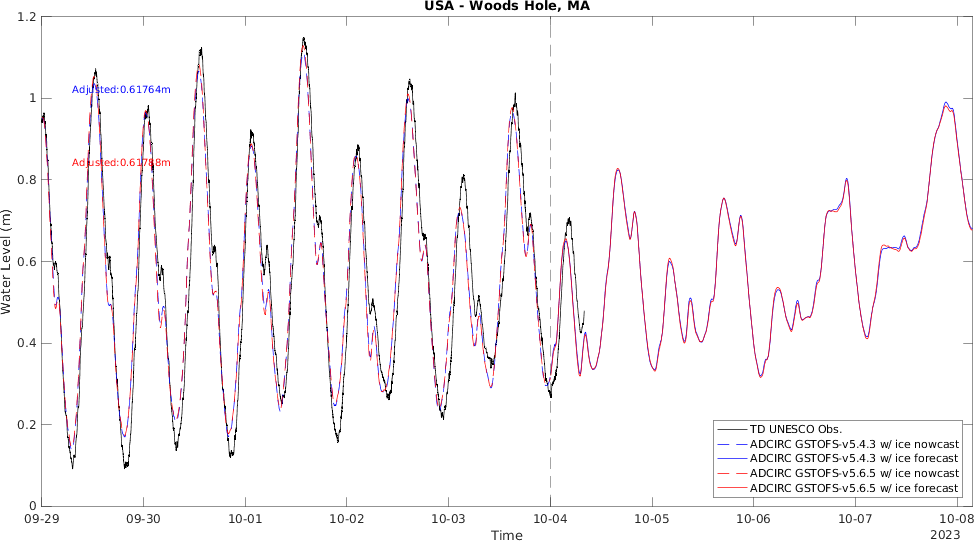 USA - Woods Hole, MA
1.2
1
0.8
0.6
0.4
0.2
0
Water Level (m)
Adjusted:0.61764m
Adjusted:0.61788m
TD UNESCO Obs.
ADCIRC GSTOFS-v5.4.3 w/ ice nowcast
ADCIRC GSTOFS-v5.4.3 w/ ice forecast
ADCIRC GSTOFS-v5.6.5 w/ ice nowcast
ADCIRC GSTOFS-v5.6.5 w/ ice forecast
09-29 09-30 10-01 10-02 10-03 10-04 10-05 10-06 10-07 10-08
Time
2023